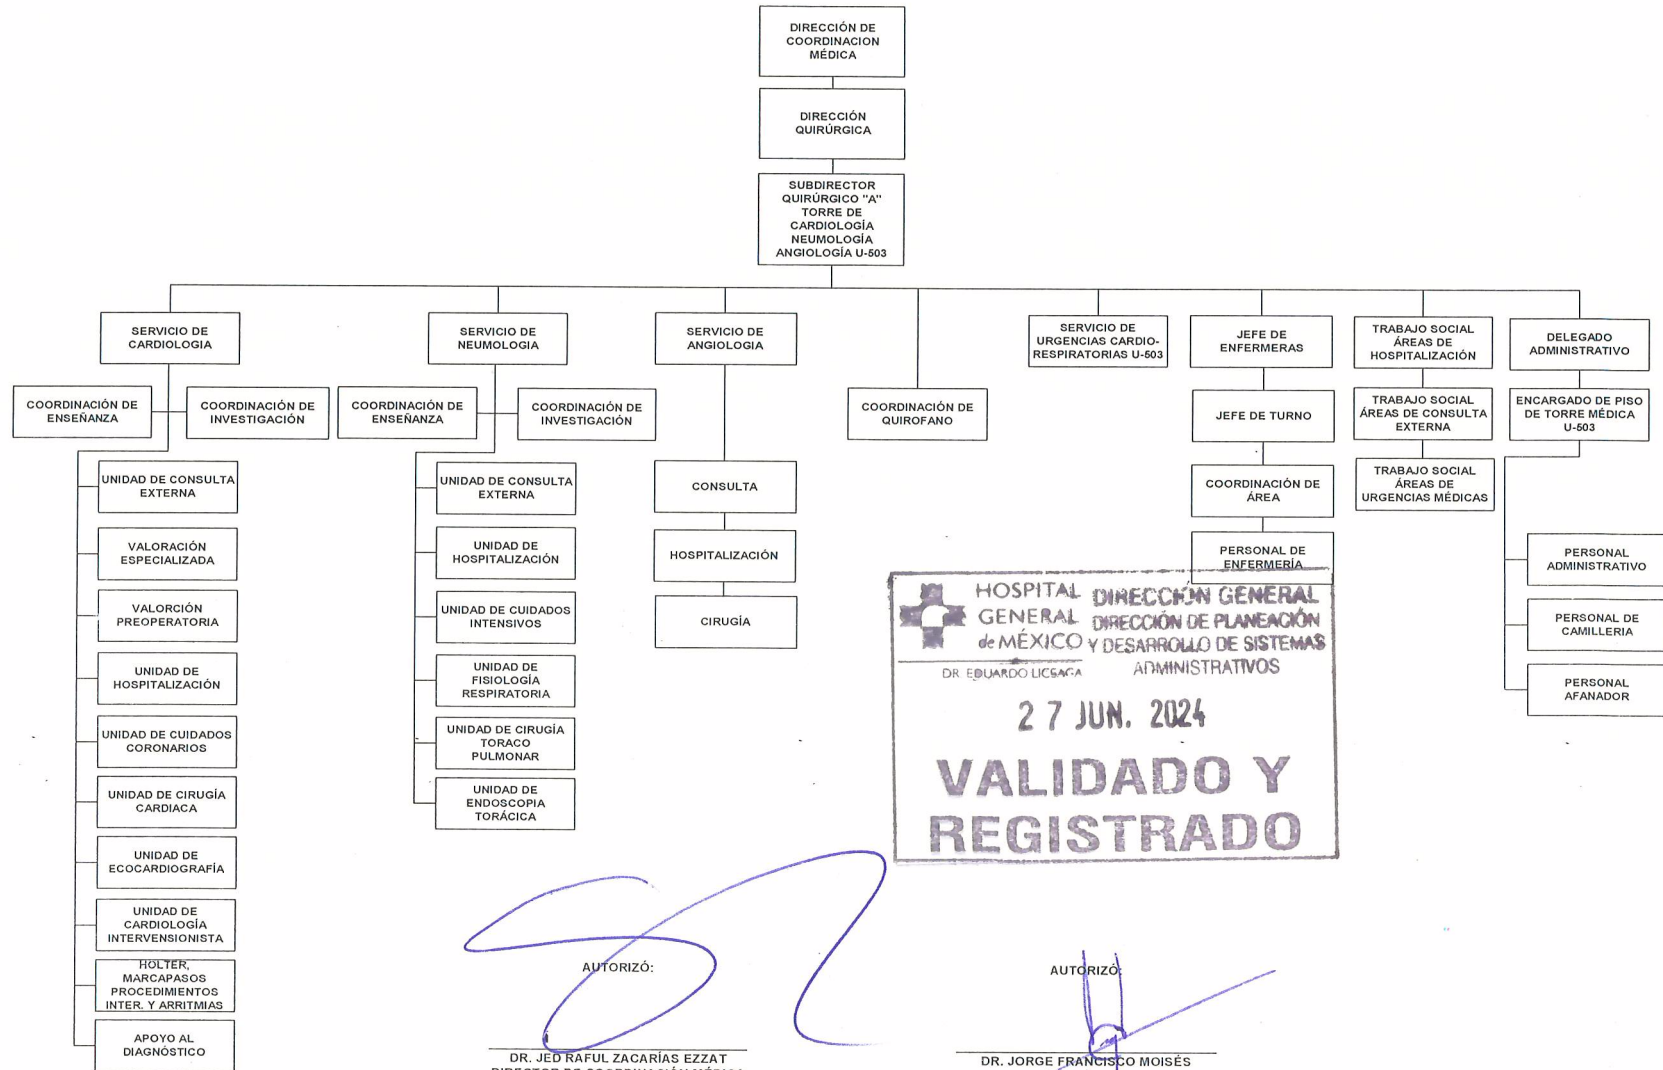 DIRECCIÓN DE
COORDINACION
MÉDICA
DIRECCIÓN
QUIRÚRGICA
SUBDIRECTOR
QUIRÚRGICO "A"
TORRE DE
CARDIOLOGÍA
NEUMOLOGÍA
ANGIOLOGÍA U-503
SERVICIO DE
CARDIOLOGIA
SERVICIO DE
NEUMOLOGIA
SERVICIO DE
ANGIOLOGIA
SERVICIO DE
URGENCIAS CARDIO-
RESPIRATORIAS U-503
JEFE DE
ENFERMERAS
TRABAJO SOCIAL
ÁREAS DE
HOSPITALIZACIÓN
DELEGADO
ADMINISTRATIVO
COORDINACIÓN DE
ENSEÑANZA
COORDINACIÓN DE
INVESTIGACIÓN
COORDINACIÓN DE
ENSEÑANZA
COORDINACIÓN DE
INVESTIGACIÓN
COORDINACIÓN DE
QUIROFANO
JEFE DE TURNO
TRABAJO SOCIAL
ÁREAS DE CONSULTA
EXTERNA
ENCARGADO DE PISO
DE TORRE MÉDICA
U-503
UNIDAD DE CONSULTA
EXTERNA
VALORACIÓN
ESPECIALIZADA
VALORCIÓN
PREOPERATORIA
UNIDAD DE
HOSPITALIZACIÓN
UNIDAD DE CUIDADOS
CORONARIOS
UNIDAD DE CIRUGÍA
CARDIACA
UNIDAD DE
ECOCARDIOGRAFÍA
UNIDAD DE
CARDIOLOGÍA
INTERVENSIONISTA
HOLTER,
MARCAPASOS
PROCEDIMIENTOS
INTER. Y ARRITMIAS
APOYO AL
DIAGNÓSTICO
UNIDAD DE CONSULTA
EXTERNA
UNIDAD DE
HOSPITALIZACIÓN
UNIDAD DE CUIDADOS
INTENSIVOS
UNIDAD DE
FISIOLOGÍA
RESPIRATORIA
UNIDAD DE CIRUGÍA
TORACO
PULMONAR
UNIDAD DE
ENDOSCOPIA
TORÁCICA
CONSULTA
HOSPITALIZACIÓN
CIRUGÍA
COORDINACIÓN DE
ÁREA
PERSONAL DE
ENFERMERÍA
TRABAJO SOCIAL
ÁREAS DE
URGENCIAS MÉDICAS
PERSONAL
ADMINISTRATIVO
PERSONAL DE
CAMILLERIA
PERSONAL
AFANADOR
HOSPITAL
GENERAL
de MÉXICO
DR. EDUARDO LICEAGA
DIRECCIÓN GENERAL
DIRECCIÓN DE PLANEACIÓN
Y DESARROLLO DE SISTEMAS
ADMINISTRATIVOS
27 JUN. 2024
VALIDADO Y
REGISTRADO
AUTORIZÓ:
DR. JED RAFUL ZACARÍAS EZZAT
DIRECTOR DE COORDINACIÓN MÉDICA
AUTORIZÓ:
DR. JORGE FRANCISCO MOISÉS